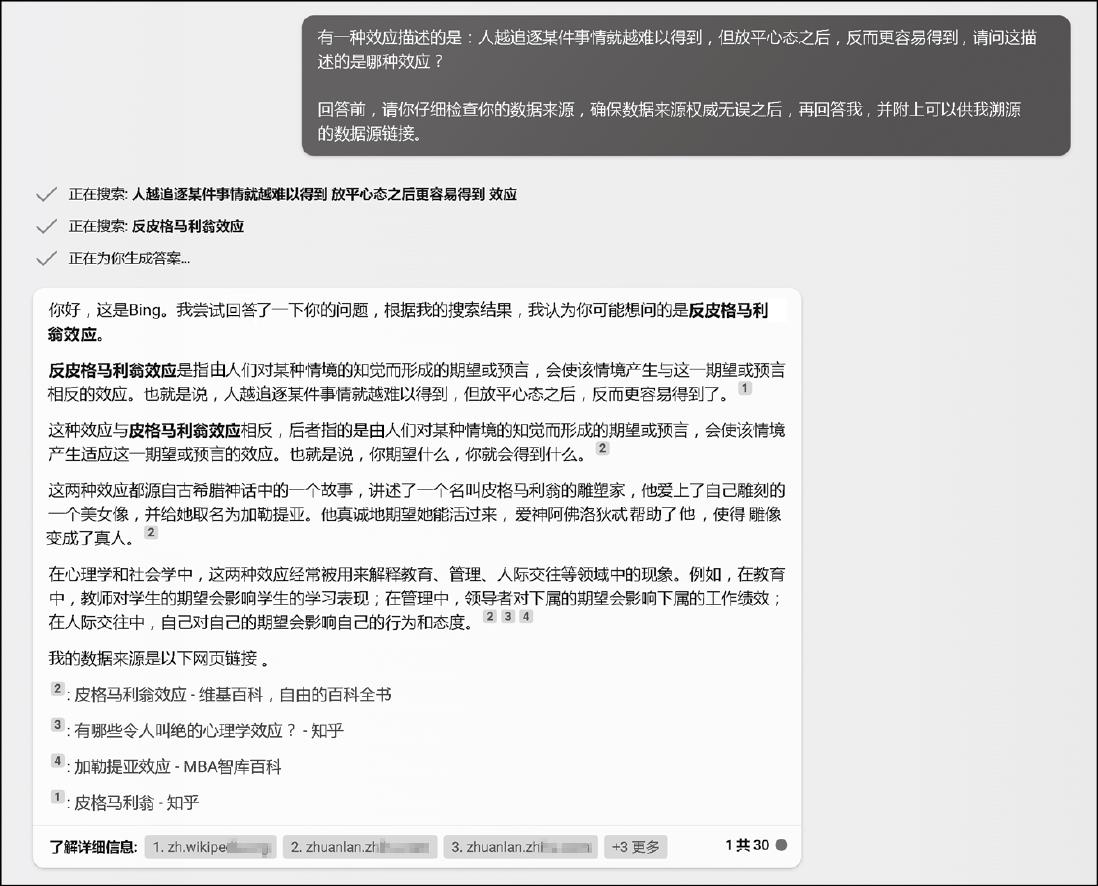 有一种效应描述的是：人越追逐某件事情就越难以得到，但放平心态之后，反而更容易得到，请问这描
述的是哪种效应？
回答前，请你仔细检查你的数据来源，确保数据来源权威无误之后，再回答我，并附上可以供我溯源
的数据源链接。
正在搜索: 人越追逐某件事情就越难以得到 放平心态之后更容易得到 效应
正在搜索: 反皮格马利翁效应
正在为你生成答案...
你好，这是Bing。我尝试回答了一下你的问题，根据我的搜索结果，我认为你可能想问的是反皮格马利
翁效应。
反皮格马利翁效应是指由人们对某种情境的知觉而形成的期望或预言，会使该情境产生与这一期望或预言
相反的效应。也就是说，人越追逐某件事情就越难以得到，但放平心态之后，反而更容易得到了。 1
这种效应与皮格马利翁效应相反，后者指的是由人们对某种情境的知觉而形成的期望或预言，会使该情境
产生适应这一期望或预言的效应。也就是说，你期望什么，你就会得到什么。 2
这两种效应都源自古希腊神话中的一个故事，讲述了一个名叫皮格马利翁的雕塑家，他爱上了自己雕刻的
一个美女像，并给她取名为加勒提亚。他真诚地期望她能活过来，爱神阿佛洛狄忒帮助了他，使得雕像
变成了真人。 2
在心理学和社会学中，这两种效应经常被用来解释教育、管理、人际交往等领域中的现象。例如，在教育
中，教师对学生的期望会影响学生的学习表现；在管理中，领导者对下属的期望会影响下属的工作绩效；
在人际交往中，自己对自己的期望会影响自己的行为和态度。 2 3 4
我的数据来源是以下网页链接 。
2 : 皮格马利翁效应 - 维基百科，自由的百科全书
3 : 有哪些令人叫绝的心理学效应？ - 知乎
4 : 加勒提亚效应 - MBA智库百科
1 : 皮格马利翁 - 知乎
了解详细信息: 1. zh.wikipe 2. zhuanlan.zh 3. zhuanlan.zhi +3 更多 1 共 30